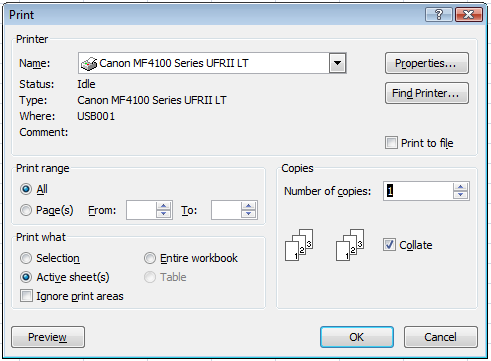 Print
Printer
Name: Canon MF4100 Series UFRII LT Properties...
Status: Idle
Type: Canon MF4100 Series UFRII LT Find Printer...
Where: USB001
Comment: Print to file
Print range
All
Page(s) From: To:
Copies
Number of copies: 1
1 2 3 1 2 3 Collate
Print what
Selection Entire workbook
Active sheet(s) Table
Ignore print areas
Preview OK Cancel